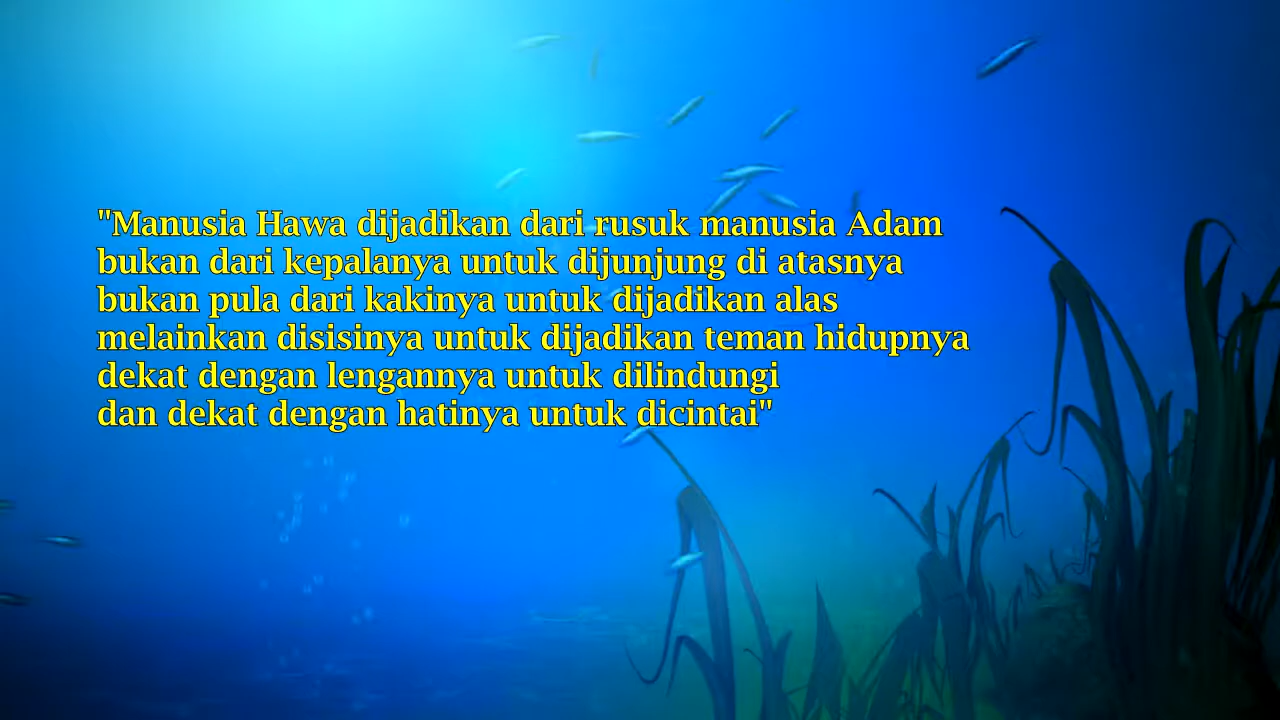 "Manusia Hawa dijadikan dari rusuk manusia Adam
bukan dari kepalanya untuk dijunjung di atasnya
bukan pula dari kakinya untuk dijadikan alas
melainkan disisinya untuk dijadikan teman hidupnya
dekat dengan lengannya untuk dilindungi
dan dekat dengan hatinya untuk dicintai"